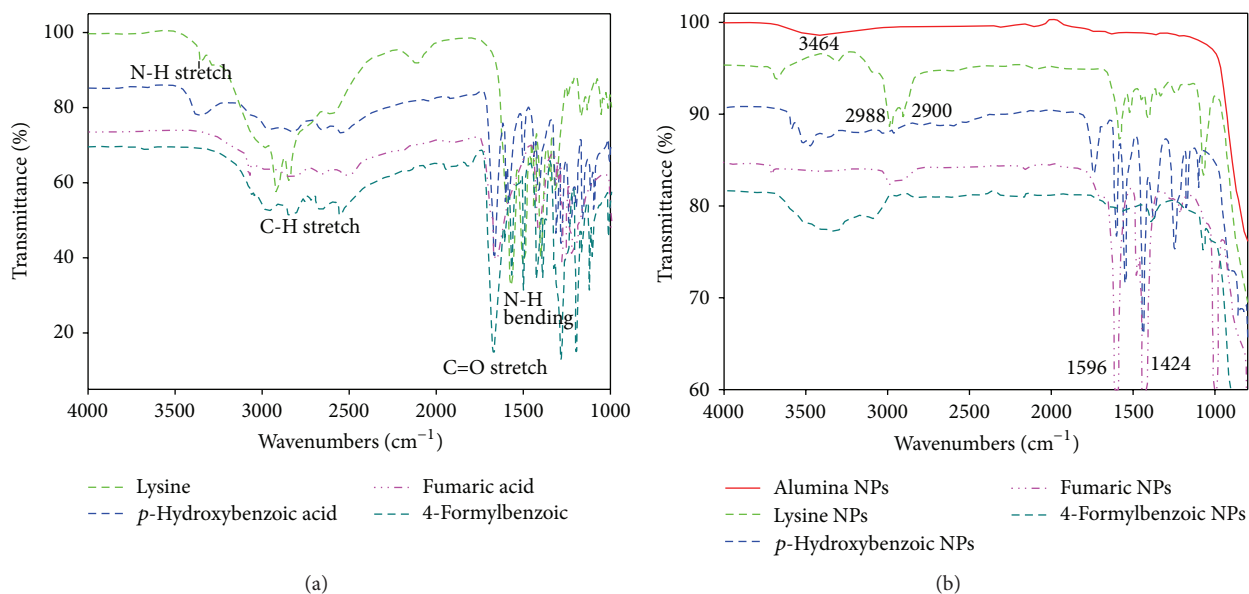 100
80
60
40
20
Transmittance (%)
N-H stretch
C-H stretch
N-H
bending
C=O stretch
4000 3500 3000 2500 2000 1500 1000
Wavenumbers (cm−1)
Lysine
p-Hydroxybenzoic acid
Fumaric acid
4-Formylbenzoic
(a)
100
90
80
70
60
Transmittance (%)
3464
2988
2900
1596
1424
4000 3500 3000 2500 2000 1500 1000
Wavenumbers (cm−1)
Alumina NPs
Lysine NPs
p-Hydroxybenzoic NPs
Fumaric NPs
4-Formylbenzoic NPs
(b)